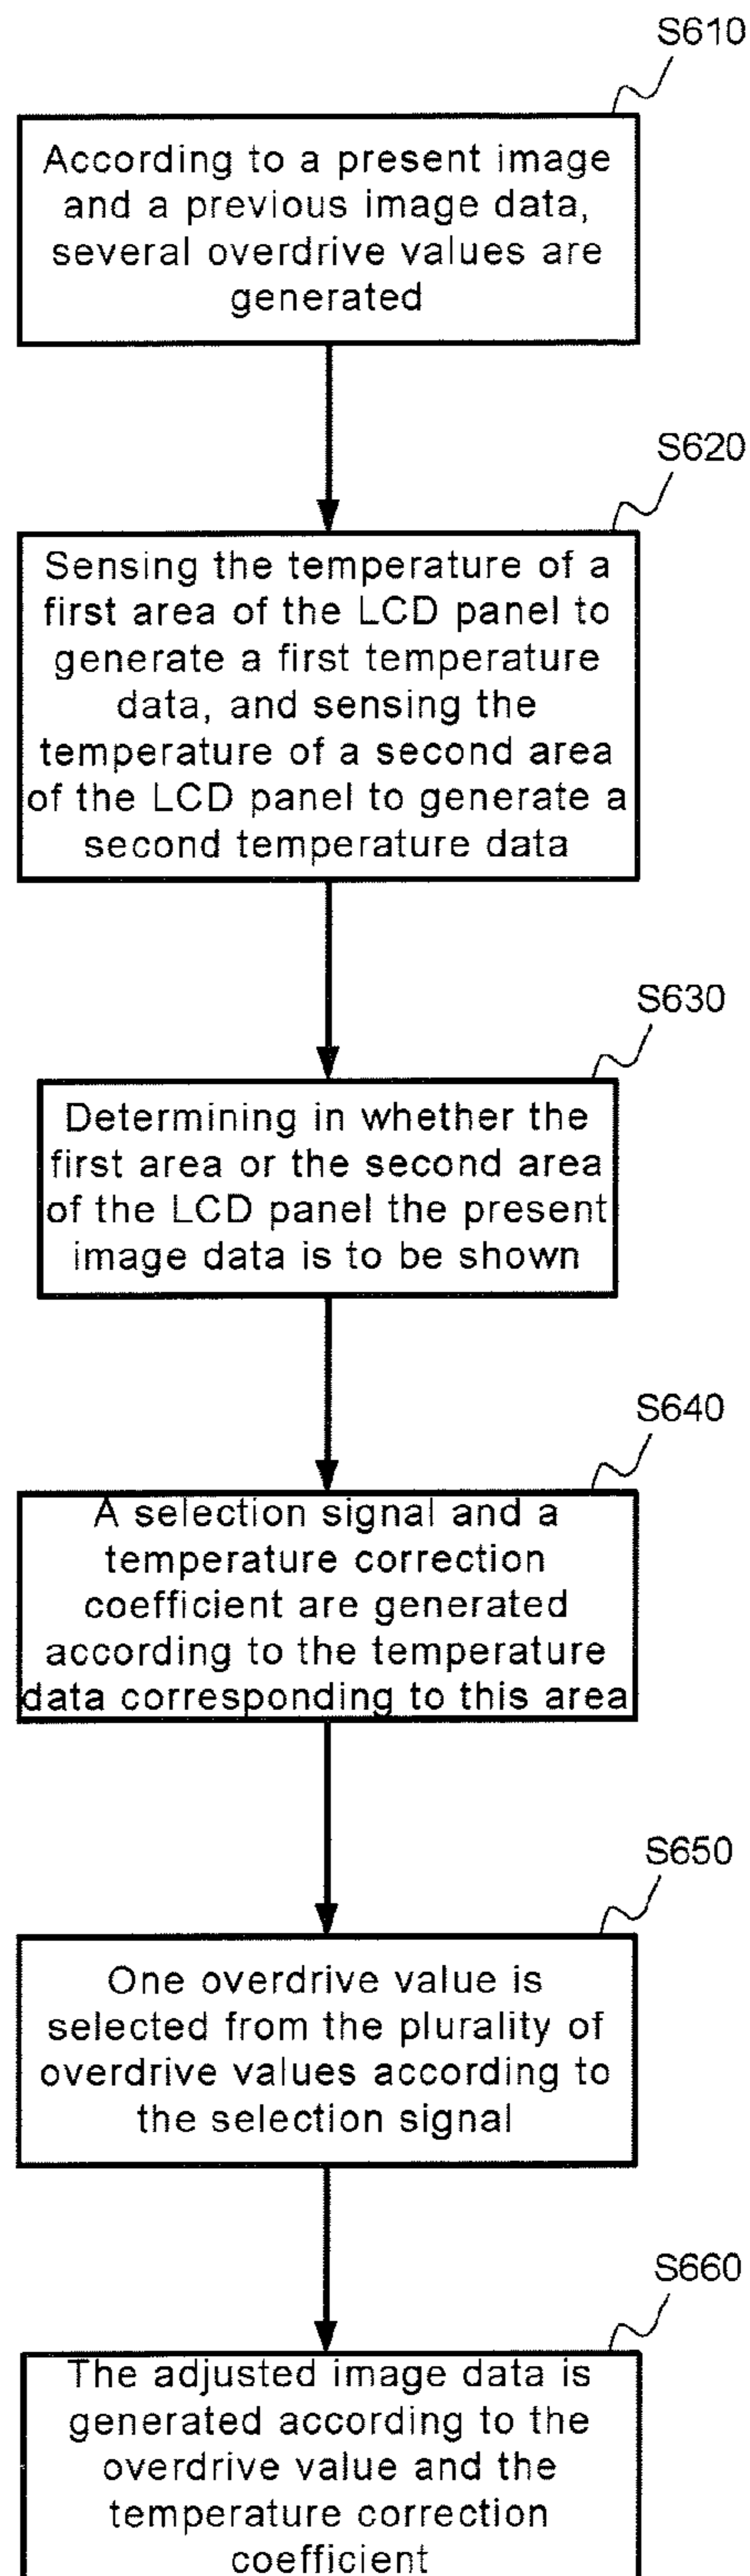 S610
According to a present image
and a previous image data,
several overdrive values are
generated
S620
Sensing the temperature of a
first area of the LCD panel to
generate a first temperature
data, and sensing the
temperature of a second area
of the LCD panel to generate a
second temperature data
S630
Determining in whether the
first area or the second area
of the LCD panel the present
image data is to be shown
S640
A selection signal and a
temperature correction
coefficient are generated
according to the temperature
data corresponding to this area
S650
One overdrive value is
selected from the plurality of
overdrive values according to
the selection signal
S660
The adjusted image data is
generated according to the
overdrive value and the
temperature correction
coefficient